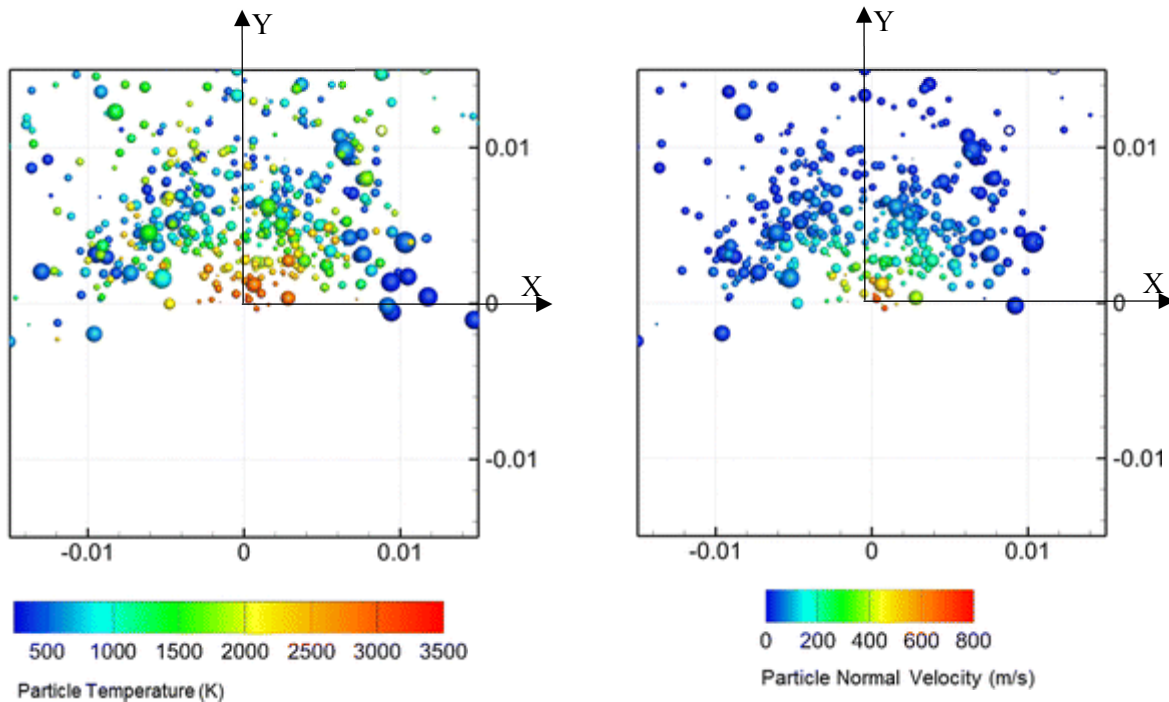 Y
X
0.01
0
-0.01
-0.01 0 0.01
500 1000 1500 2000 2500 3000 3500
Particle Temperature (K)
Y
X
0.01
0
-0.01
-0.01 0 0.01
0 200 400 600 800
Particle Normal Velocity (m/s)